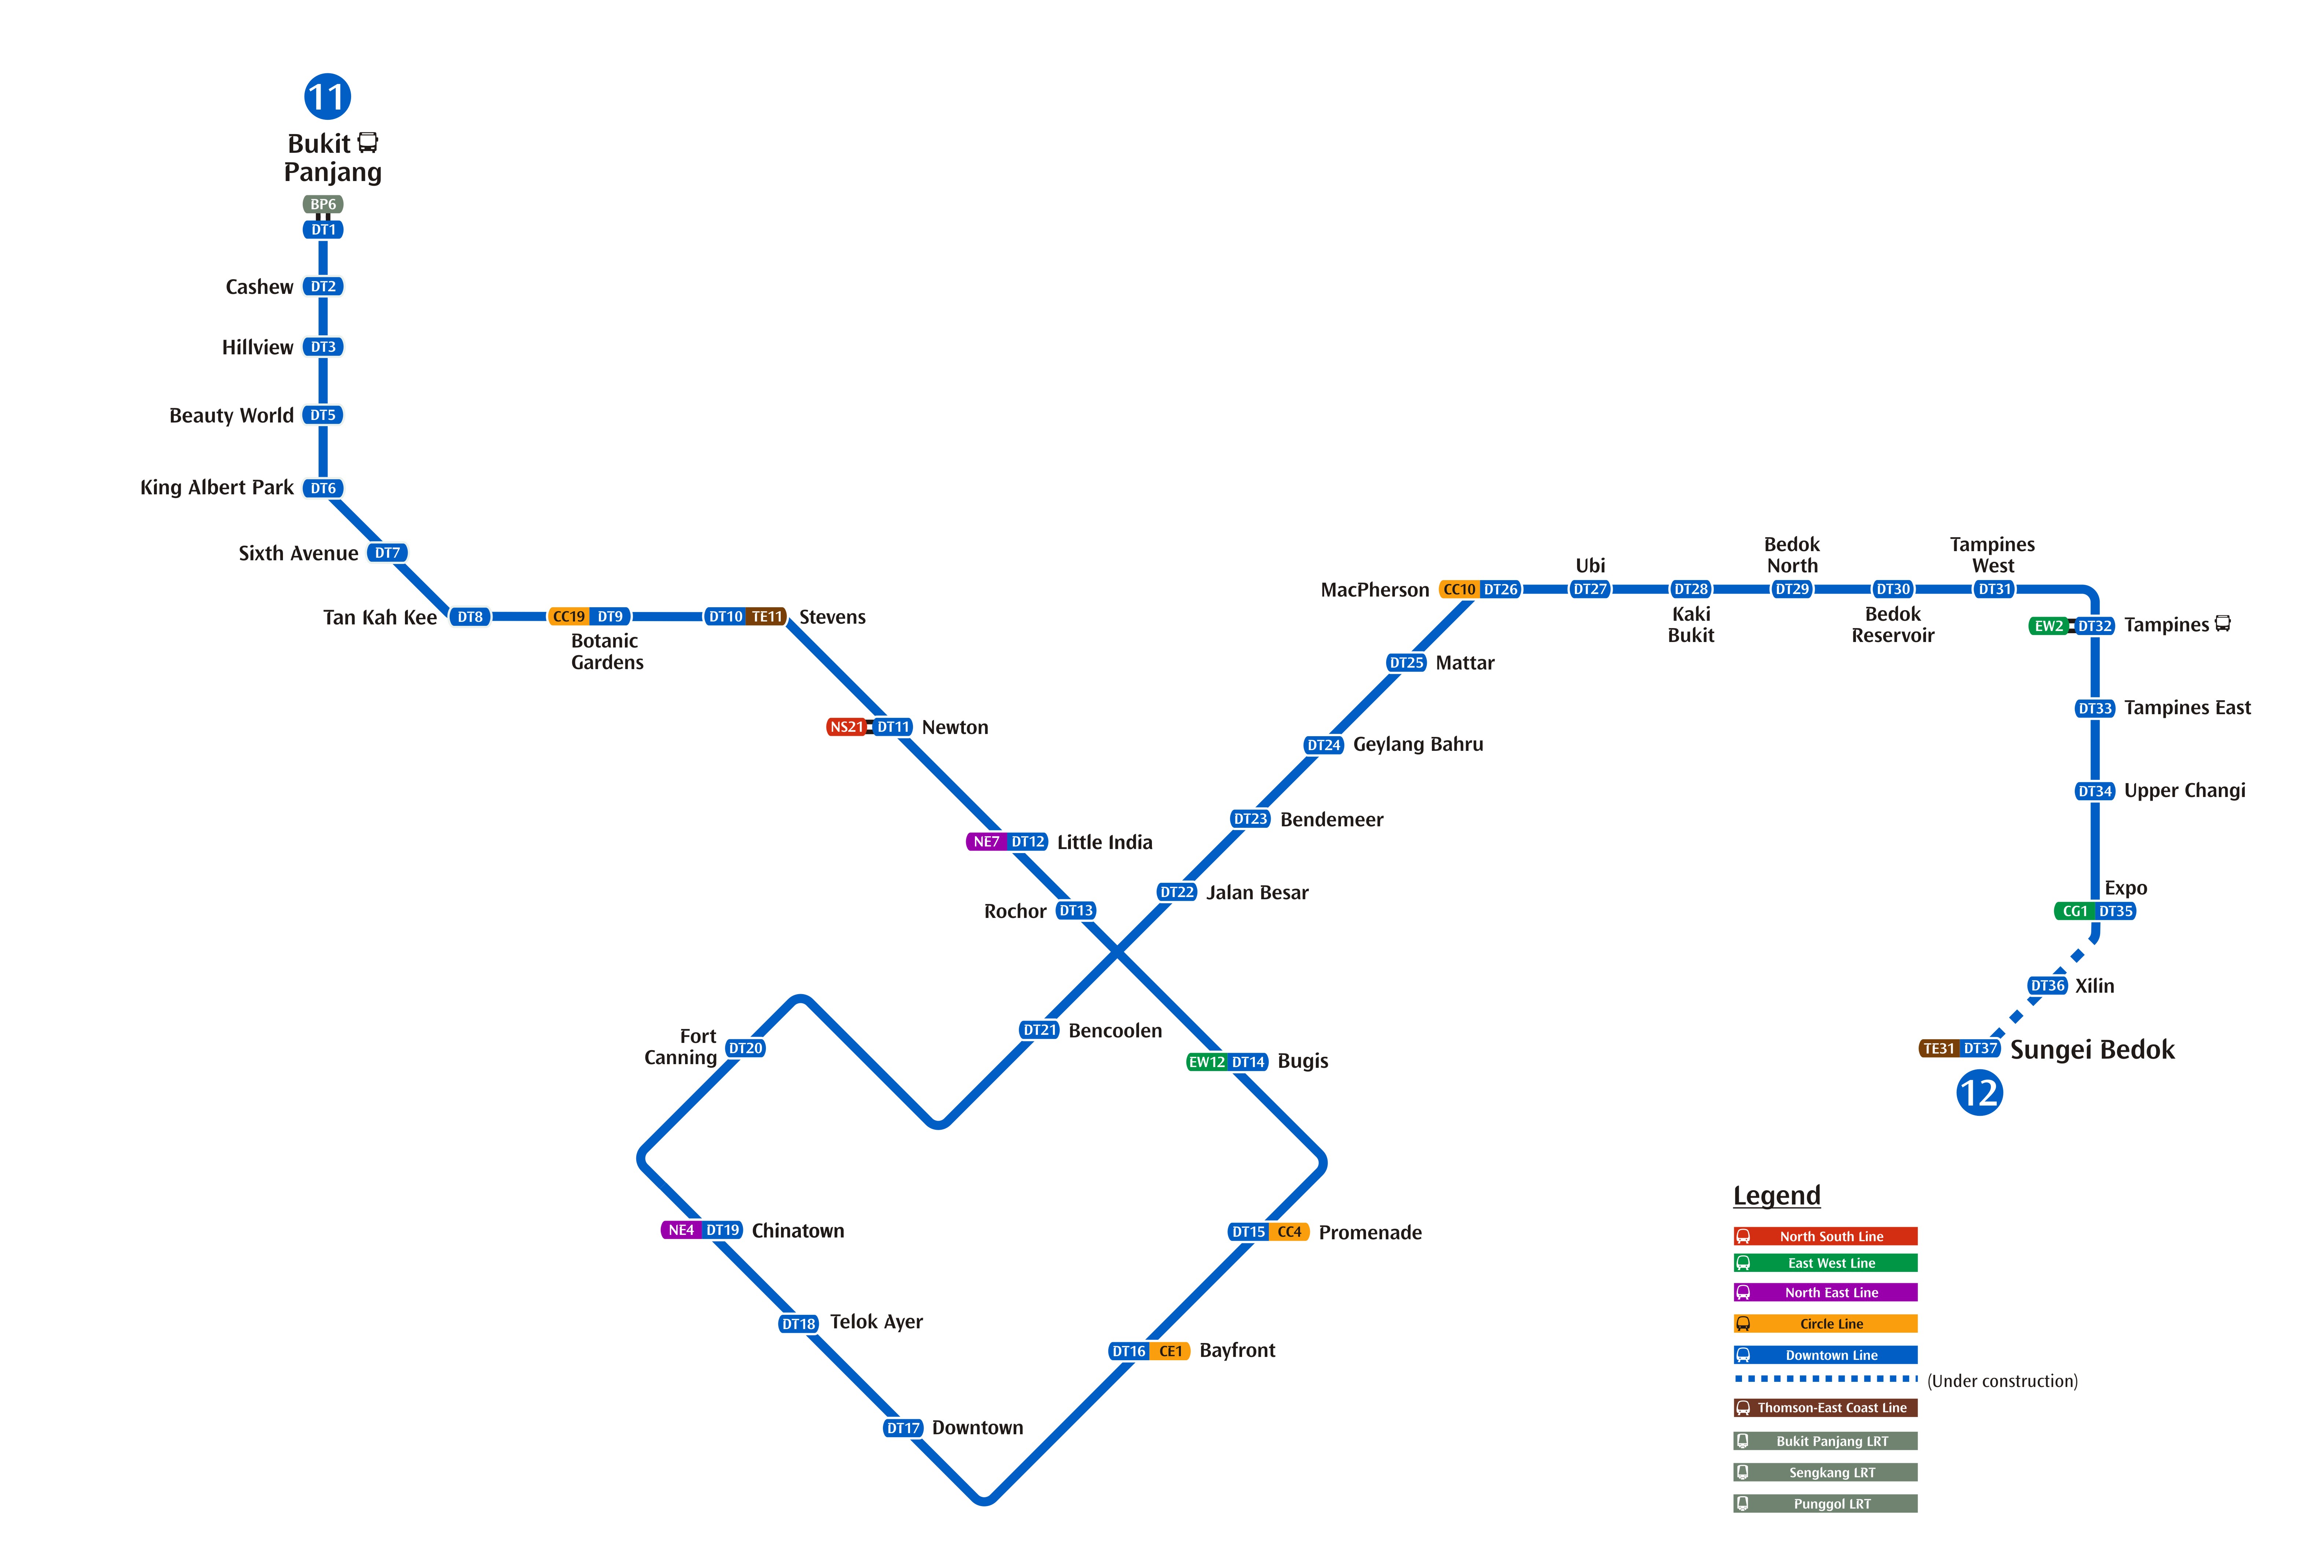 11
Bukit
Panjang
BP6
DT1
Cashew DT2
Hillview DT3
Beauty World DT5
King Albert Park DT6
Sixth Avenue DT7
Tan Kah Kee DT8
CC19 DT9
Botanic
Gardens
DT10 TE11 Stevens
NS21 DT11 Newton
NE7 DT12 Little India
Rochor DT13
EW12 DT14 Bugis
DT15 CC4 Promenade
DT16 CE1 Bayfront
DT17 Downtown
DT18 Telok Ayer
NE4 DT19 Chinatown
Fort
Canning DT20
DT21 Bencoolen
DT22 Jalan Besar
DT23 Bendemeer
DT24 Geylang Bahru
DT25 Mattar
MacPherson CC10 DT26
Ubi
DT27
DT28
Kaki
Bukit
Bedok
North
DT29
DT30
Bedok
Reservoir
Tampines
West
DT31
EW2 DT32 Tampines
DT33 Tampines East
DT34 Upper Changi
Expo
CG1 DT35
DT36 Xilin
TE31 DT37 Sungei Bedok
12
Legend
North South Line
East West Line
North East Line
Circle Line
Downtown Line
(Under construction)
Thomson-East Coast Line
Bukit Panjang LRT
Sengkang LRT
Punggol LRT